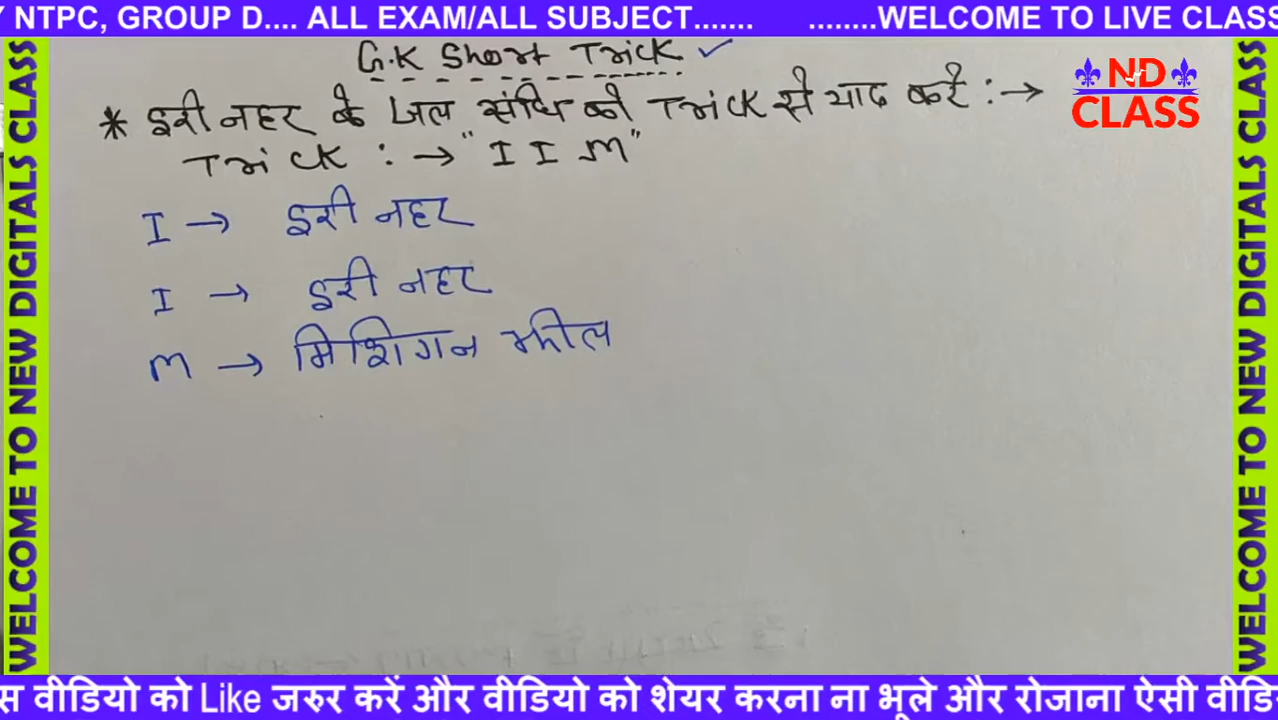 Y NTPC, GROUP D.... ALL EXAM/ALL SUBJECT....... ........WELCOME TO LIVE CLASS
G.K Short Trick ✓
ND
CLASS
* इरी नहर के जल संधि को Trick से याद करें :→
Trick :→ "I I M"
I → इरी नहर
I → इरी नहर
M → मिशिगन झील
WELCOME TO NEW DIGITALS CLASS
WELCOME TO NEW DIGITALS CLASS
स वीडियो को Like जरुर करें और वीडियो को शेयर करना ना भूले और रोजाना ऐसी वीडि